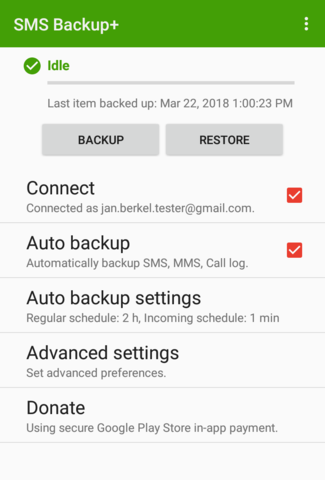 SMS Backup+
Idle
Last item backed up: Mar 22, 2018 1:00:23 PM
BACKUP RESTORE
Connect
Connected as jan.berkel.tester@gmail.com.
Auto backup
Automatically backup SMS, MMS, Call log.
Auto backup settings
Regular schedule: 2 h, Incoming schedule: 1 min
Advanced settings
Set advanced preferences.
Donate
Using secure Google Play Store in-app payment.